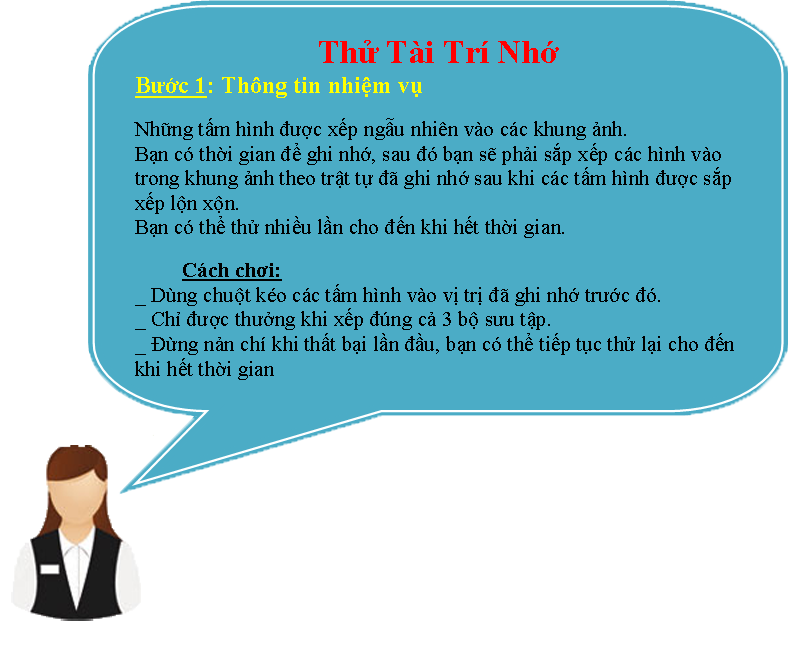 Thử Tài Trí Nhớ
Bước 1: Thông tin nhiệm vụ
Những tấm hình được xếp ngẫu nhiên vào các khung ảnh.
Bạn có thời gian để ghi nhớ, sau đó bạn sẽ phải sắp xếp các hình vào
trong khung ảnh theo trật tự đã ghi nhớ sau khi các tấm hình được sắp
xếp lộn xộn.
Bạn có thể thử nhiều lần cho đến khi hết thời gian.
Cách chơi:
_ Dùng chuột kéo các tấm hình vào vị trị đã ghi nhớ trước đó.
_ Chỉ được thưởng khi xếp đúng cả 3 bộ sưu tập.
_ Đừng nản chí khi thất bại lần đầu, bạn có thể tiếp tục thử lại cho đến
khi hết thời gian